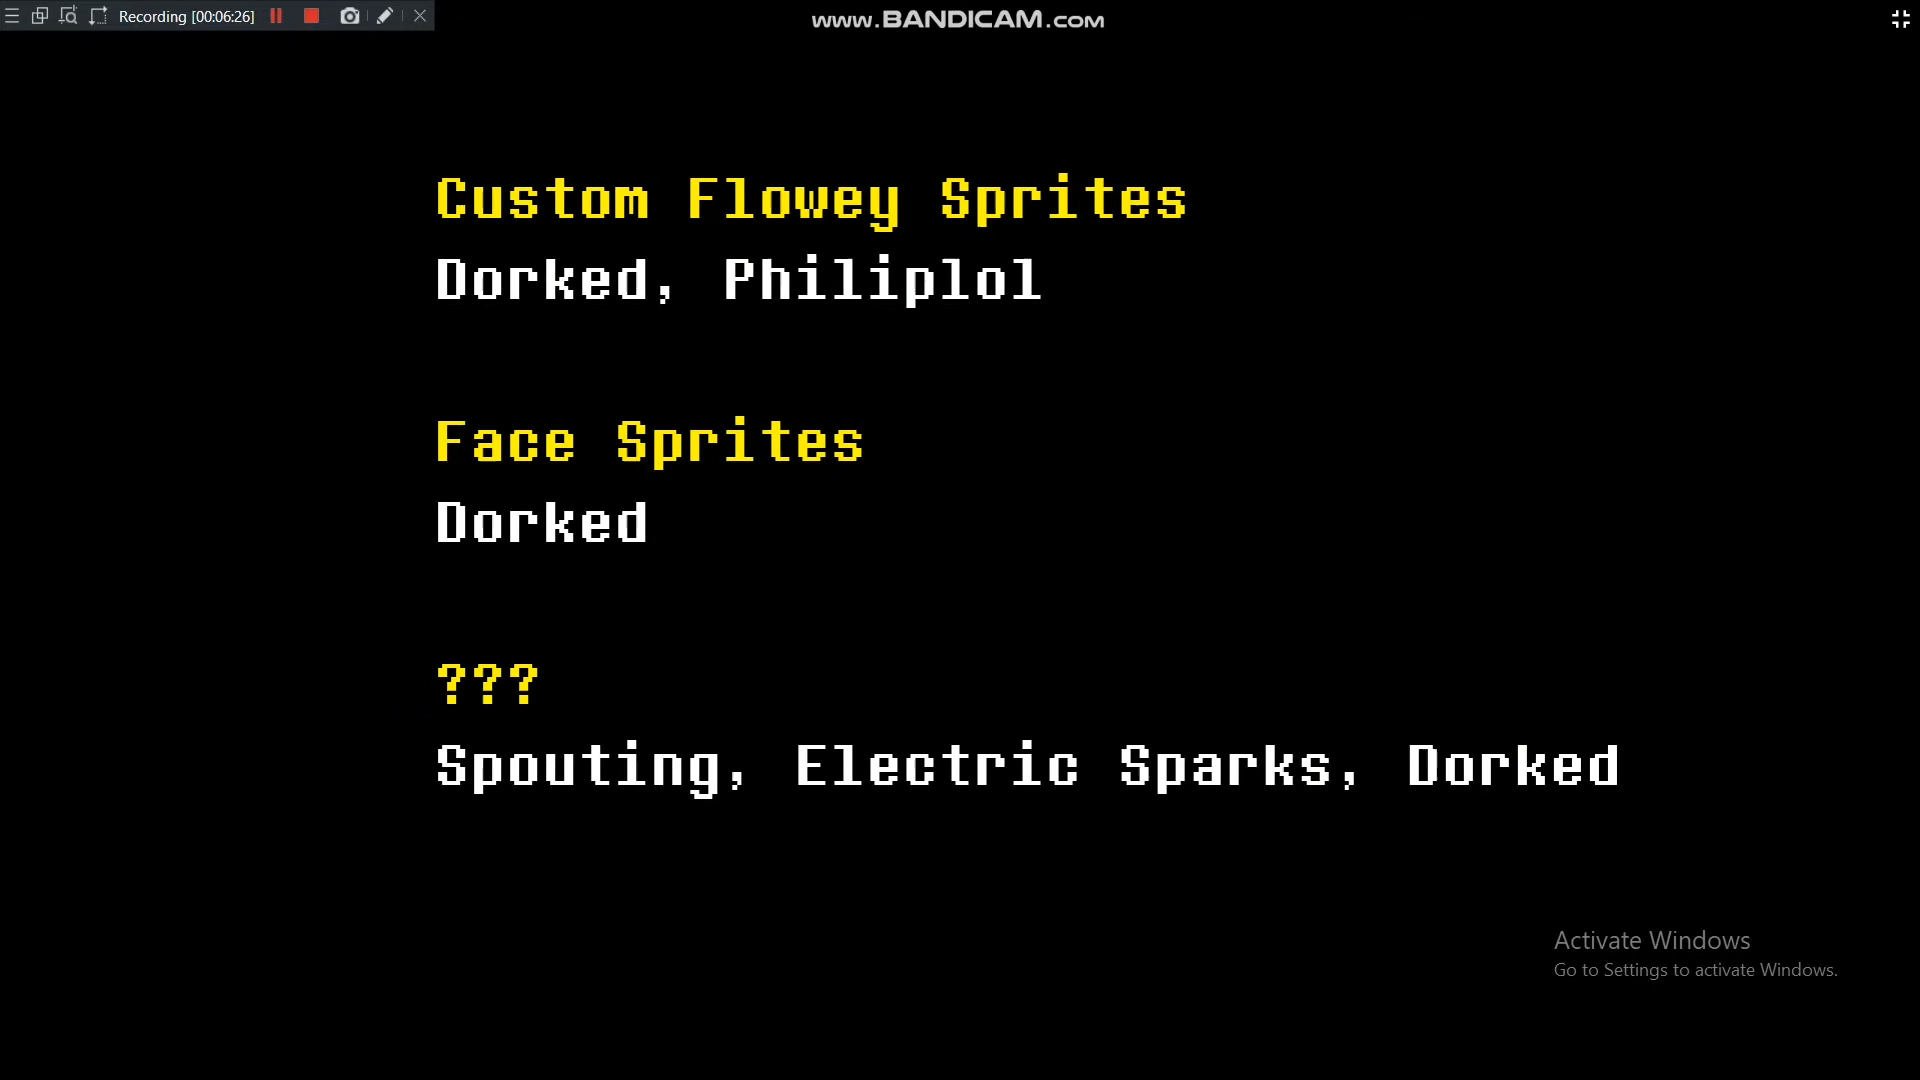 Recording [00:06:26]
www.BANDICAM.com
Custom Flowey Sprites
Dorked, Philiplol
Face Sprites
Dorked
???
Spouting, Electric Sparks, Dorked
Activate Windows
Go to Settings to activate Windows.